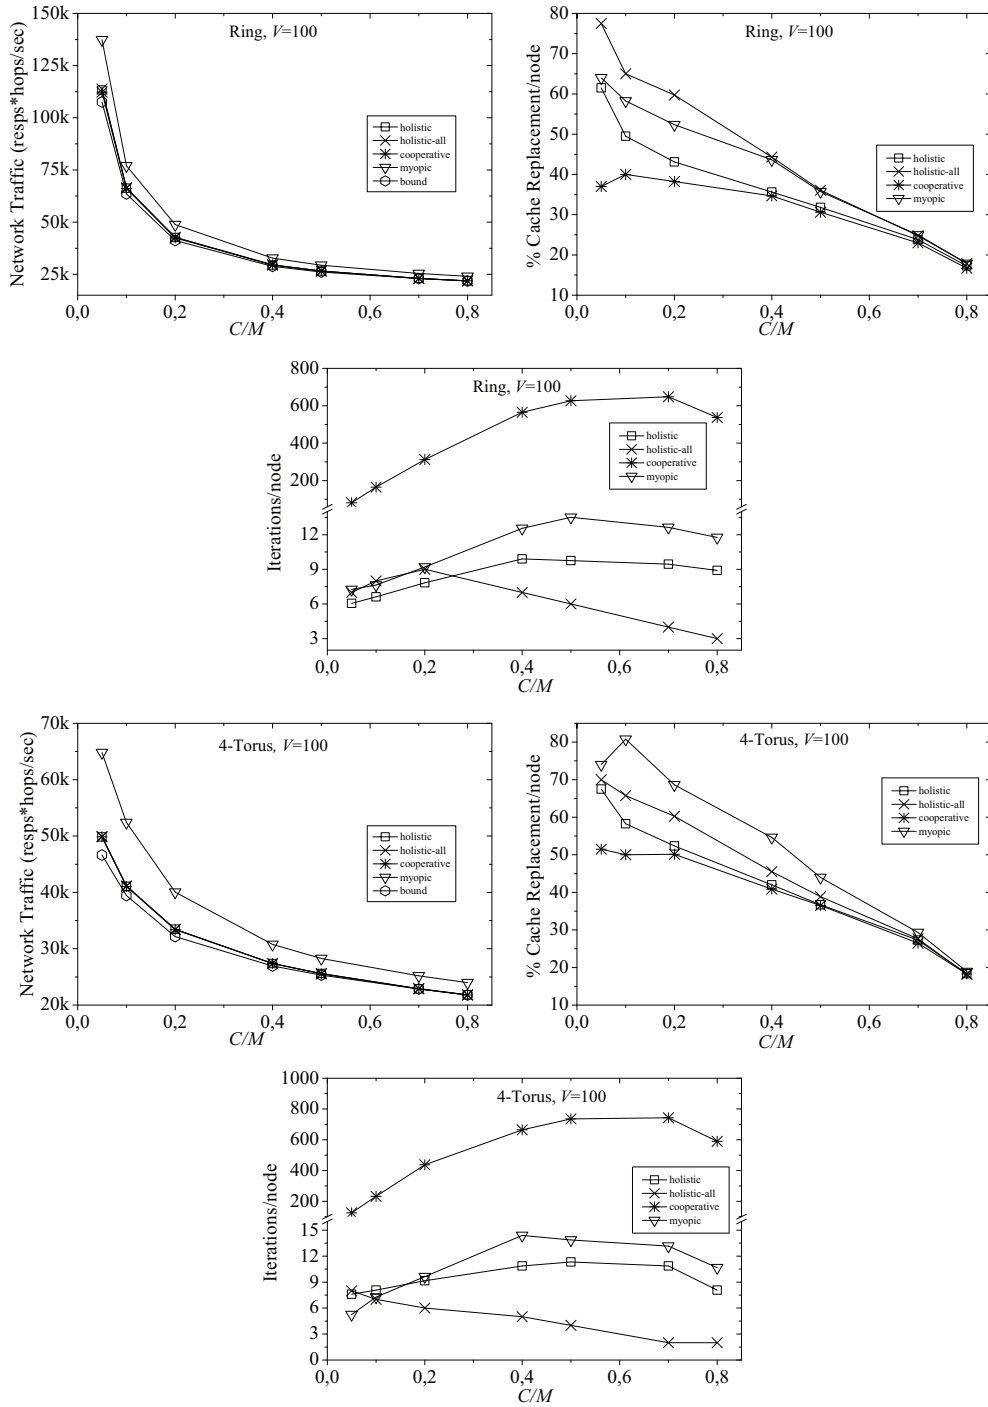 Ring, V=100
Network Traffic (resps*hops/sec)
150k
125k
100k
75k
50k
25k
holistic
holistic-all
cooperative
myopic
bound
0,0 0,2 0,4 0,6 0,8
C/M
Ring, V=100
% Cache Replacement/node
80
70
60
50
40
30
20
10
holistic
holistic-all
cooperative
myopic
0,0 0,2 0,4 0,6 0,8
C/M
Ring, V=100
Iterations/node
800
600
400
200
12
9
6
3
holistic
holistic-all
cooperative
myopic
0,0 0,2 0,4 0,6 0,8
C/M
4-Torus, V=100
Network Traffic (resps*hops/sec)
70k
60k
50k
40k
30k
20k
holistic
holistic-all
cooperative
myopic
bound
0,0 0,2 0,4 0,6 0,8
C/M
4-Torus, V=100
% Cache Replacement/node
80
70
60
50
40
30
20
10
holistic
holistic-all
cooperative
myopic
0,0 0,2 0,4 0,6 0,8
C/M
4-Torus, V=100
Iterations/node
1000
800
600
400
200
15
12
9
6
3
0
holistic
holistic-all
cooperative
myopic
0,0 0,2 0,4 0,6 0,8
C/M